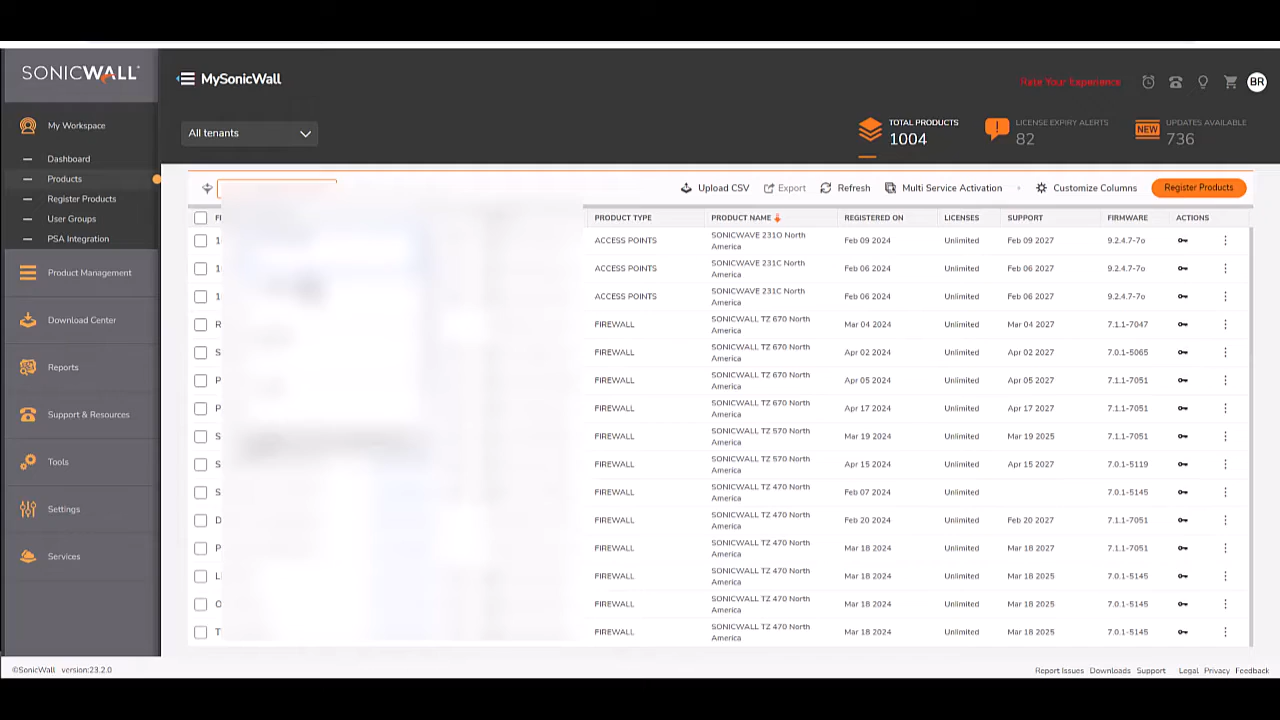 SONICWALL
MySonicWall
Rate Your Experience
BR
All tenants
TOTAL PRODUCTS
1004
LICENSE EXPIRY ALERTS
82
NEW
UPDATES AVAILABLE
736
My Workspace
Dashboard
Products
Register Products
User Groups
PSA Integration
Product Management
Download Center
Reports
Support & Resources
Tools
Settings
Services
Upload CSV Export Refresh Multi Service Activation Customize Columns Register Products
PRODUCT TYPE PRODUCT NAME REGISTERED ON LICENSES SUPPORT FIRMWARE ACTIONS
1 ACCESS POINTS SONICWAVE 231O North America Feb 09 2024 Unlimited Feb 09 2027 9.2.4.7-7o
1 ACCESS POINTS SONICWAVE 231C North America Feb 06 2024 Unlimited Feb 06 2027 9.2.4.7-7o
1 ACCESS POINTS SONICWAVE 231C North America Feb 06 2024 Unlimited Feb 06 2027 9.2.4.7-7o
R FIREWALL SONICWALL TZ 670 North America Mar 04 2024 Unlimited Mar 04 2027 7.1.1-7047
S FIREWALL SONICWALL TZ 670 North America Apr 02 2024 Unlimited Apr 02 2027 7.0.1-5065
P FIREWALL SONICWALL TZ 670 North America Apr 05 2024 Unlimited Apr 05 2027 7.1.1-7051
P FIREWALL SONICWALL TZ 670 North America Apr 17 2024 Unlimited Apr 17 2027 7.1.1-7051
S FIREWALL SONICWALL TZ 570 North America Mar 19 2024 Unlimited Mar 19 2025 7.1.1-7051
S FIREWALL SONICWALL TZ 570 North America Apr 15 2024 Unlimited Apr 15 2027 7.0.1-5119
S FIREWALL SONICWALL TZ 470 North America Feb 07 2024 Unlimited 7.0.1-5145
D FIREWALL SONICWALL TZ 470 North America Feb 20 2024 Unlimited Feb 20 2027 7.1.1-7051
P FIREWALL SONICWALL TZ 470 North America Mar 18 2024 Unlimited Mar 18 2027 7.1.1-7051
FIREWALL SONICWALL TZ 470 North America Mar 18 2024 Unlimited Mar 18 2025 7.0.1-5145
O FIREWALL SONICWALL TZ 470 North America Mar 18 2024 Unlimited Mar 18 2025 7.0.1-5145
T FIREWALL SONICWALL TZ 470 North America Mar 18 2024 Unlimited Mar 18 2025 7.0.1-5145
©SonicWall version:23.2.0
Report Issues Downloads Support Legal Privacy Feedback